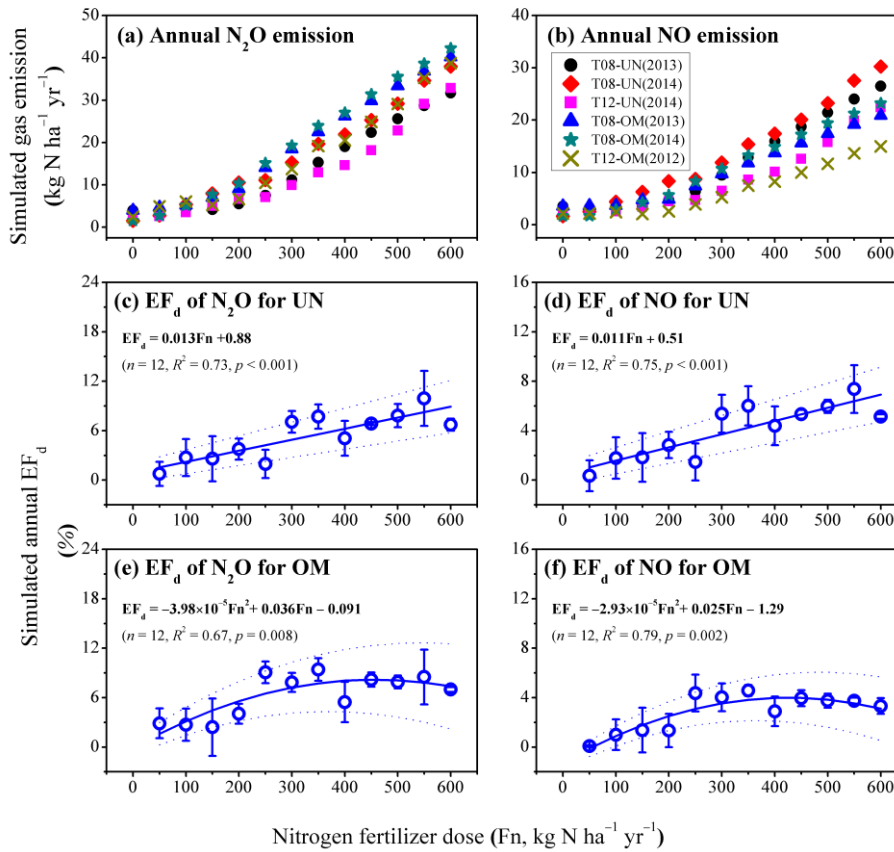 (a) Annual N₂O emission
(b) Annual NO emission
Simulated gas emission
(kg N ha⁻¹ yr⁻¹)
50
40
30
20
10
0
0 100 200 300 400 500 600
40
30
20
10
0
T08-UN(2013)
T08-UN(2014)
T12-UN(2014)
T08-OM(2013)
T08-OM(2014)
T12-OM(2012)
0 100 200 300 400 500 600
Simulated annual EF_d
(%)
(c) EF_d of N₂O for UN
EF_d = 0.013Fn +0.88
(n = 12, R² = 0.73, p < 0.001)
24
18
12
6
0
0 100 200 300 400 500 600
(d) EF_d of NO for UN
EF_d = 0.011Fn + 0.51
(n = 12, R² = 0.75, p < 0.001)
16
12
8
4
0
0 100 200 300 400 500 600
(e) EF_d of N₂O for OM
EF_d = –3.98×10⁻⁵Fn²+ 0.036Fn – 0.091
(n = 12, R² = 0.67, p = 0.008)
24
18
12
6
0
0 100 200 300 400 500 600
(f) EF_d of NO for OM
EF_d = –2.93×10⁻⁵Fn²+ 0.025Fn – 1.29
(n = 12, R² = 0.79, p = 0.002)
16
12
8
4
0
0 100 200 300 400 500 600
Nitrogen fertilizer dose (Fn, kg N ha⁻¹ yr⁻¹)